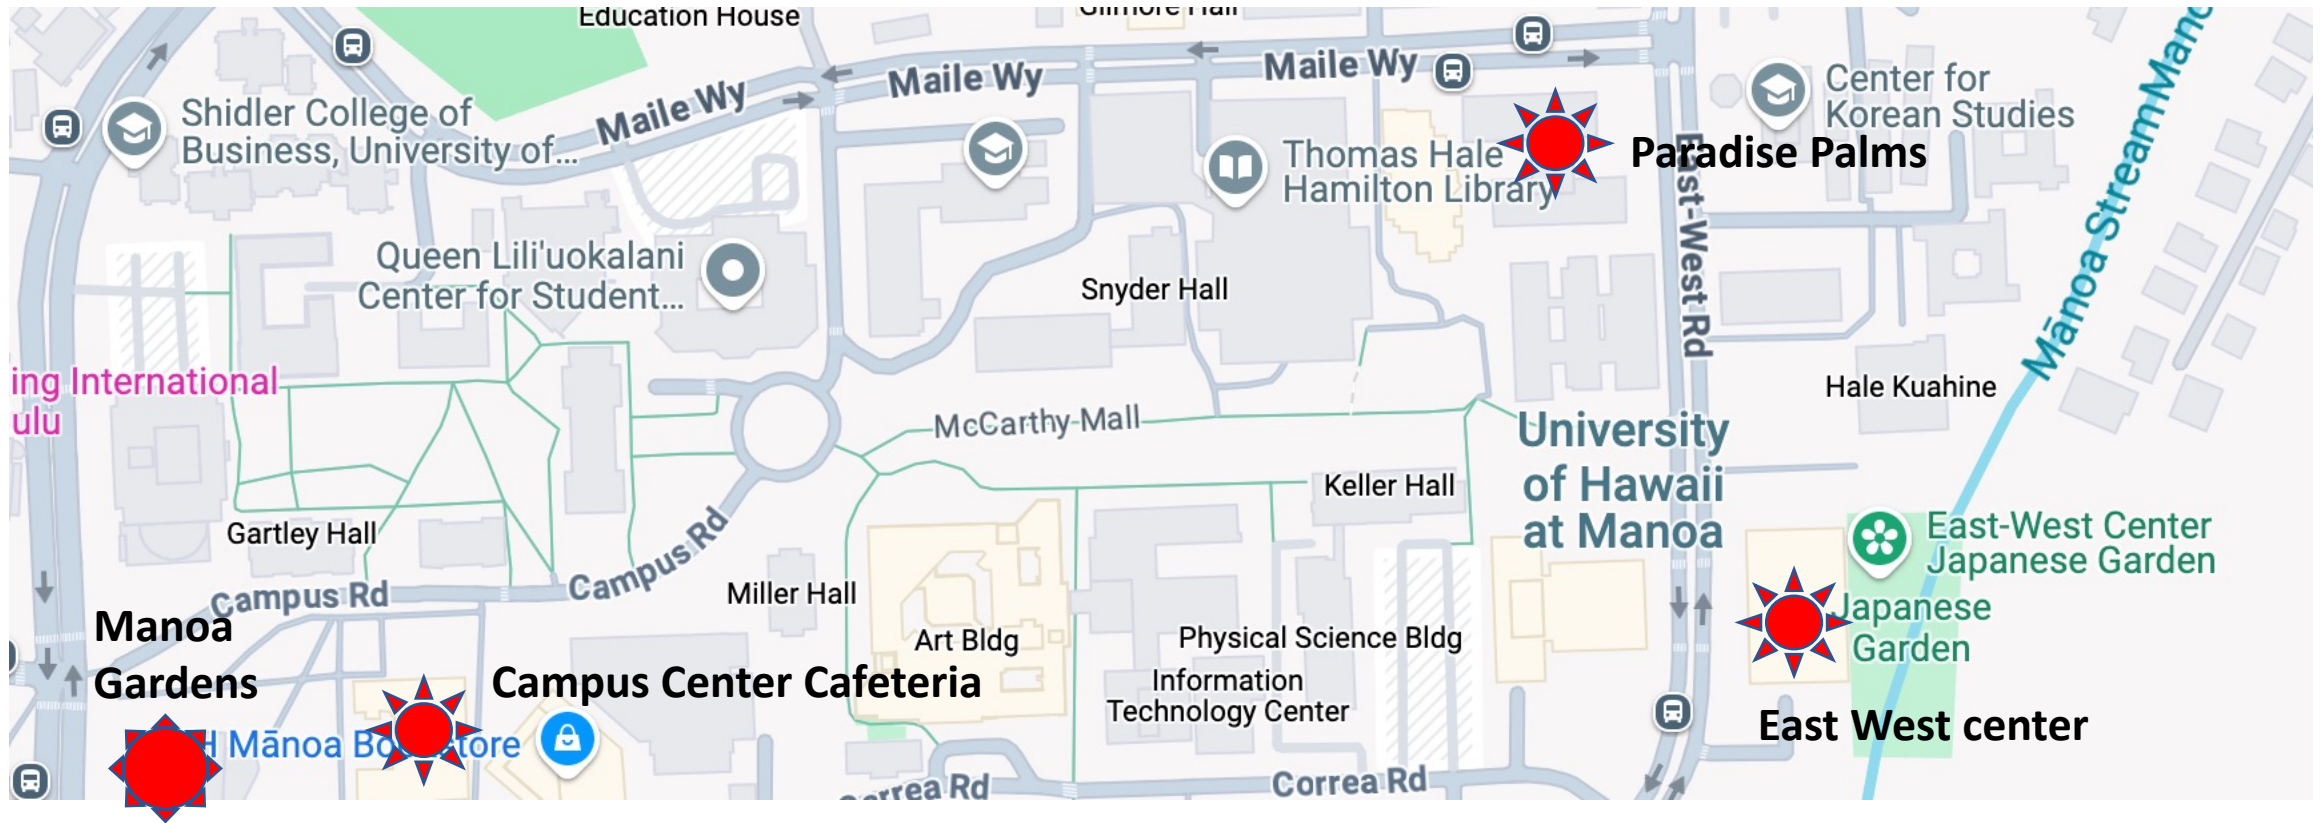 Education House
Gilmore Hall
Maile Wy
Maile Wy
Maile Wy
Shidler College of
Business, University of...
Thomas Hale
Hamilton Library
Paradise Palms
Center for
Korean Studies
East-West Rd
Mānoa Stream
Queen Lili'uokalani
Center for Student...
Snyder Hall
ing International
ulu
McCarthy Mall
Hale Kuahine
University
of Hawaii
at Manoa
Keller Hall
Gartley Hall
Campus Rd
Campus Rd
Miller Hall
Art Bldg
Physical Science Bldg
Information
Technology Center
East-West Center
Japanese Garden
Japanese
Garden
Manoa
Gardens
Campus Center Cafeteria
H Mānoa Bookstore
East West center
Correa Rd
Correa Rd